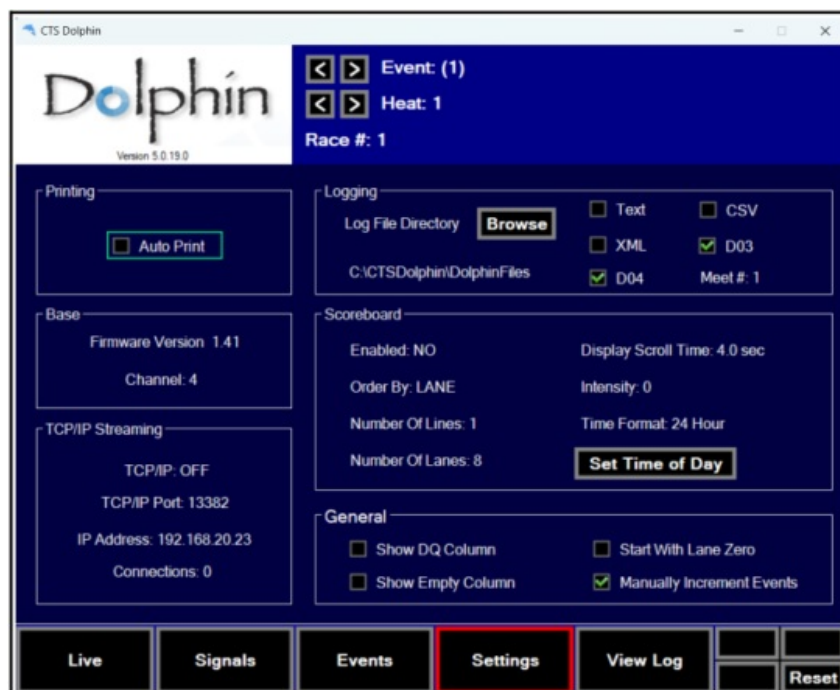 CTS Dolphin
Dolphin
Version 5.0.19.0
< > Event: (1)
< > Heat: 1
Race #: 1
Printing
Auto Print
Base
Firmware Version 1.41
Channel: 4
TCP/IP Streaming
TCP/IP: OFF
TCP/IP Port: 13382
IP Address: 192.168.20.23
Connections: 0
Logging
Log File Directory Browse
C:\CTSDolphin\DolphinFiles
Text CSV
XML D03
D04 Meet #: 1
Scoreboard
Enabled: NO Display Scroll Time: 4.0 sec
Order By: LANE Intensity: 0
Number Of Lines: 1 Time Format: 24 Hour
Number Of Lanes: 8 Set Time of Day
General
Show DQ Column Start With Lane Zero
Show Empty Column Manually Increment Events
Live Signals Events Settings View Log Reset